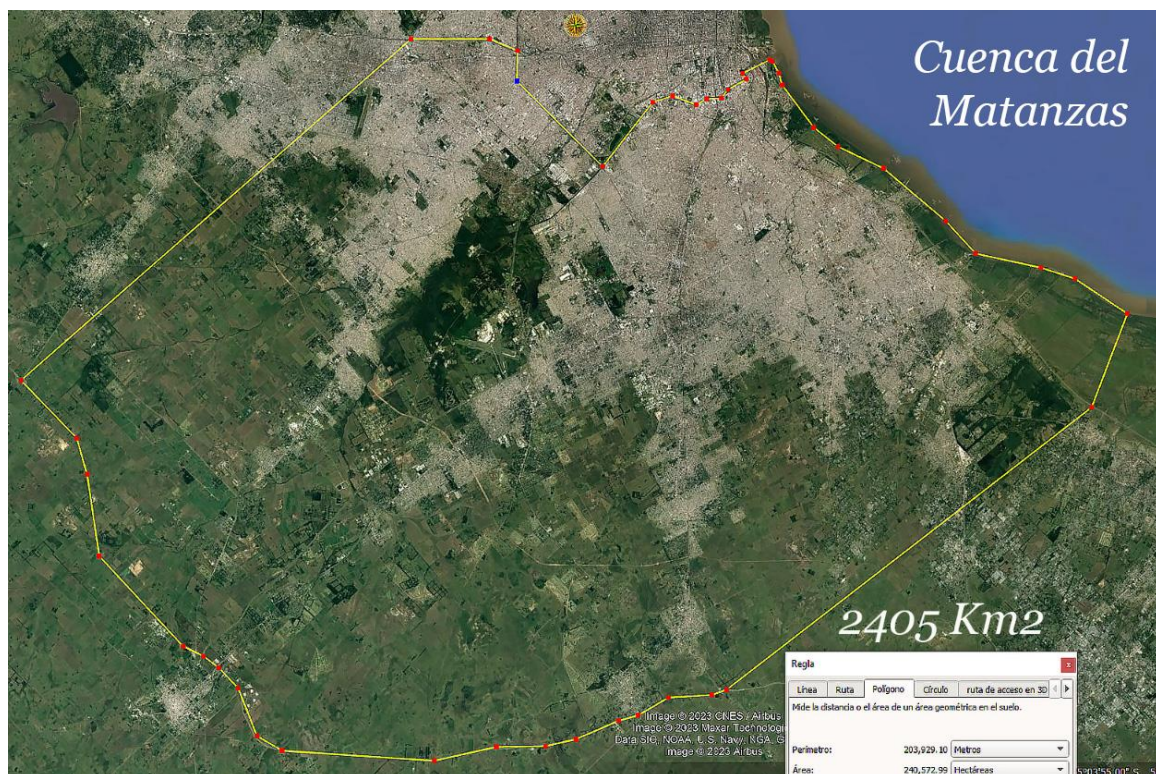 Cuenca del
Matanzas
2405 Km2
Regla
x
Línea Ruta Polígono Círculo ruta de acceso en 3D
Mide la distancia o el área de un área geométrica en el suelo.
Perímetro: 203,929.10 Metros
Área: 240,572.99 Hectáreas
Image © 2023 CNES / Airbus
Image © 2023 Maxar Technologi
Data SIO, NOAA, U.S. Navy, NGA, G
Image © 2023 Airbus